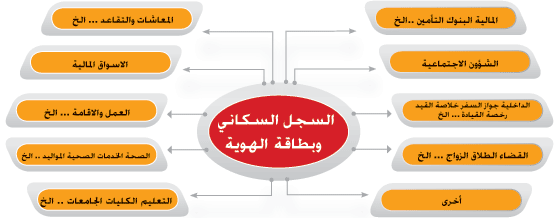 المالية البنوك التأمين ..الخ
المعاشات والتقاعد ... الخ
الشؤون الاجتماعية
الاسواق المالية
السجل السكاني
وبطاقة الهوية
الداخلية جواز السفر خلاصة القيد
رخصة القيادة ... الخ
العمل والاقامة ... الخ
القضاء الطلاق الزواج ... الخ
الصحة الخدمات الصحية المواليد .. الخ
أخرى
التعليم الكليات الجامعات .. الخ